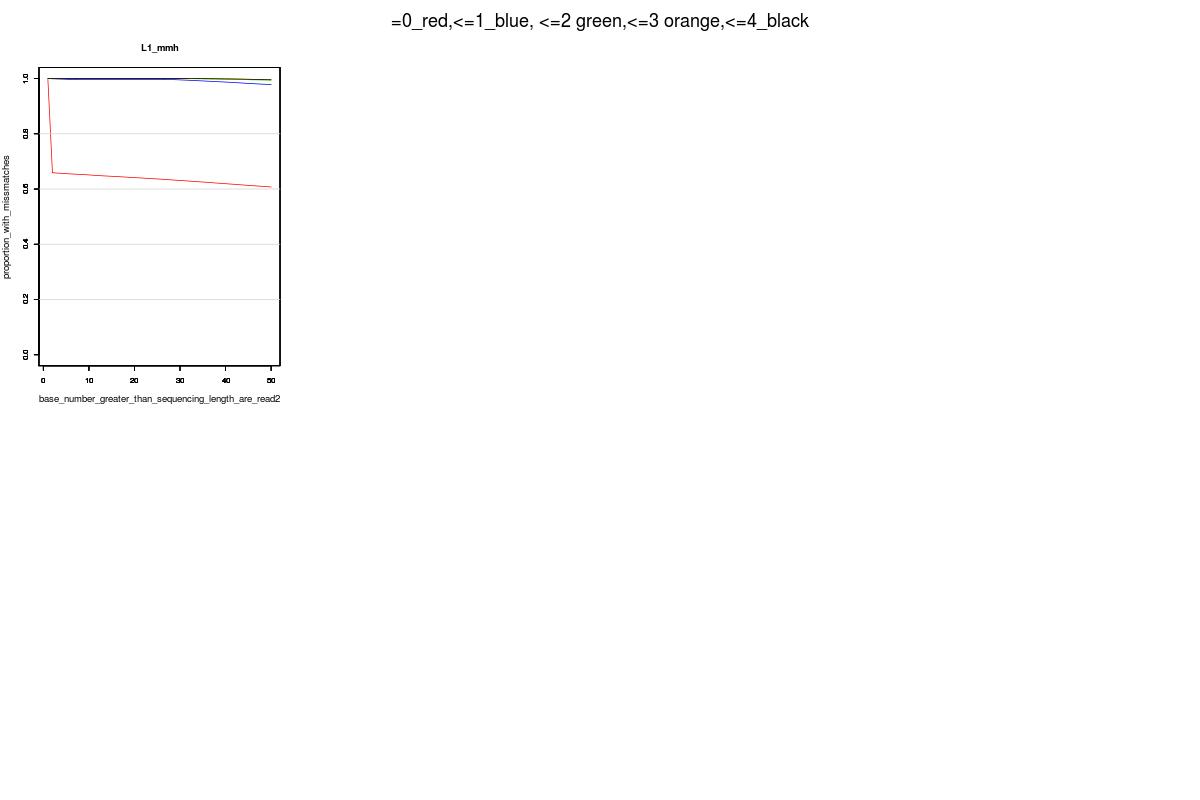 =0_red,<=1_blue, <=2 green,<=3 orange,<=4_black
L1_mmh
proportion_with_missmatches
1.0
0.8
0.6
0.4
0.2
0.0
0 10 20 30 40 50
base_number_greater_than_sequencing_length_are_read2